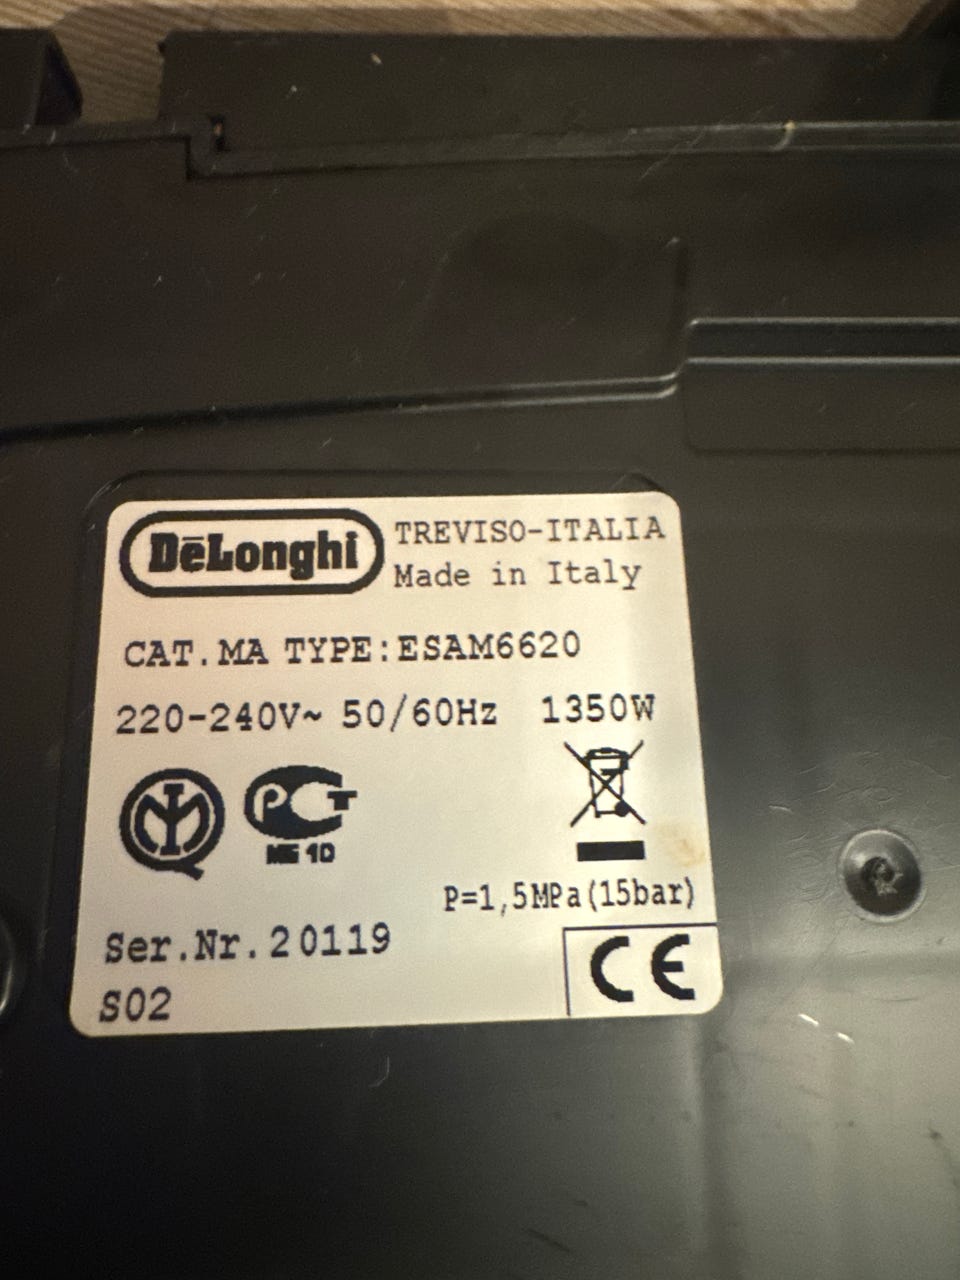 DēLonghi
TREVISO-ITALIA
Made in Italy
CAT.MA TYPE:ESAM6620
220-240V~ 50/60Hz 1350W
РСТ
P=1,5MPa(15bar)
Ser.Nr.20119
S02
CE